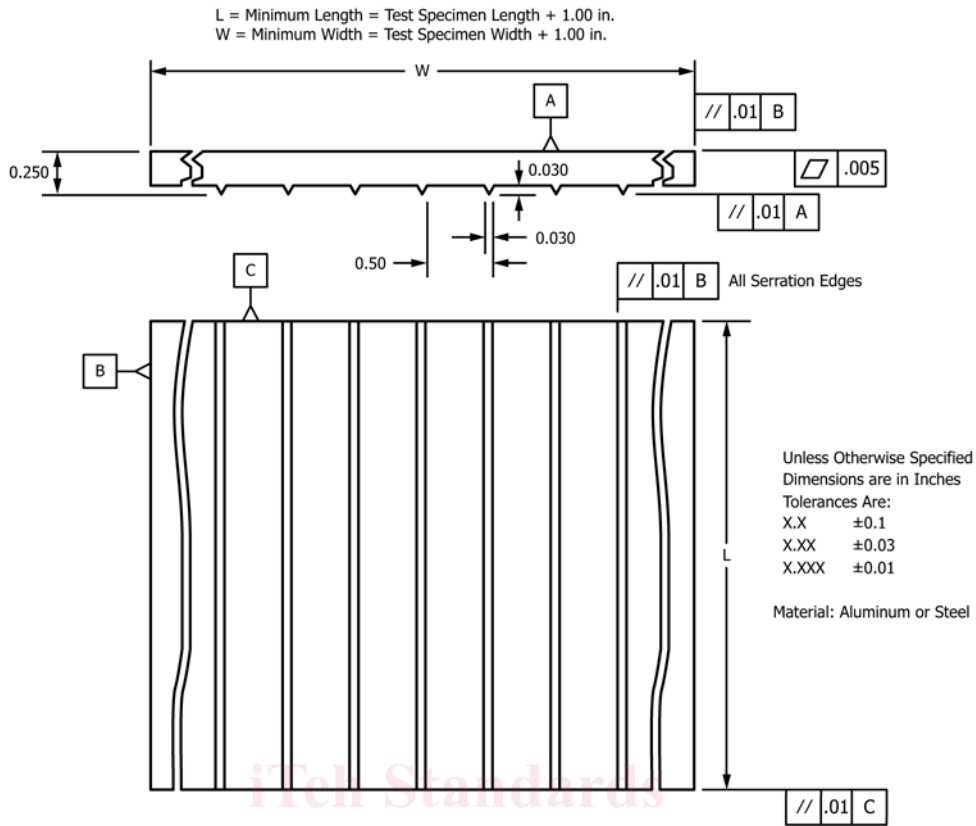 L = Minimum Length = Test Specimen Length + 1.00 in.
W = Minimum Width = Test Specimen Width + 1.00 in.
W
A
// .01 B
0.250
0.030
.005
// .01 A
0.030
0.50
C
// .01 B All Serration Edges
B
Unless Otherwise Specified
Dimensions are in Inches
Tolerances Are:
X.X ±0.1
X.XX ±0.03
X.XXX ±0.01
L
Material: Aluminum or Steel
iTeh Standards
// .01 C